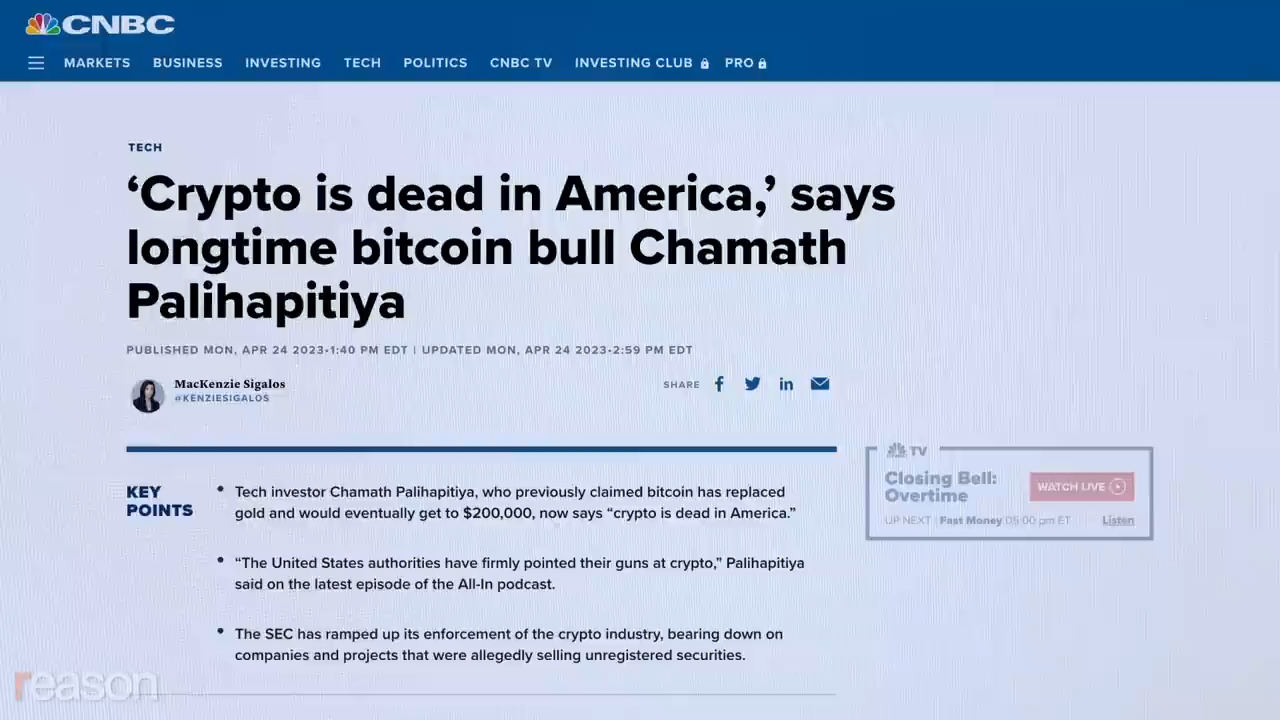 CNBC
MARKETS BUSINESS INVESTING TECH POLITICS CNBC TV INVESTING CLUB PRO
TECH
‘Crypto is dead in America,’ says
longtime bitcoin bull Chamath
Palihapitiya
PUBLISHED MON, APR 24 2023•1:40 PM EDT | UPDATED MON, APR 24 2023•2:59 PM EDT
MacKenzie Sigalos
@KENZIESIGALOS
SHARE
KEY
POINTS
• Tech investor Chamath Palihapitiya, who previously claimed bitcoin has replaced
gold and would eventually get to $200,000, now says “crypto is dead in America.”
• “The United States authorities have firmly pointed their guns at crypto,” Palihapitiya
said on the latest episode of the All-In podcast.
• The SEC has ramped up its enforcement of the crypto industry, bearing down on
companies and projects that were allegedly selling unregistered securities.
TV
Closing Bell:
Overtime
WATCH LIVE
UP NEXT | Fast Money 05:00 pm ET
Listen
reason